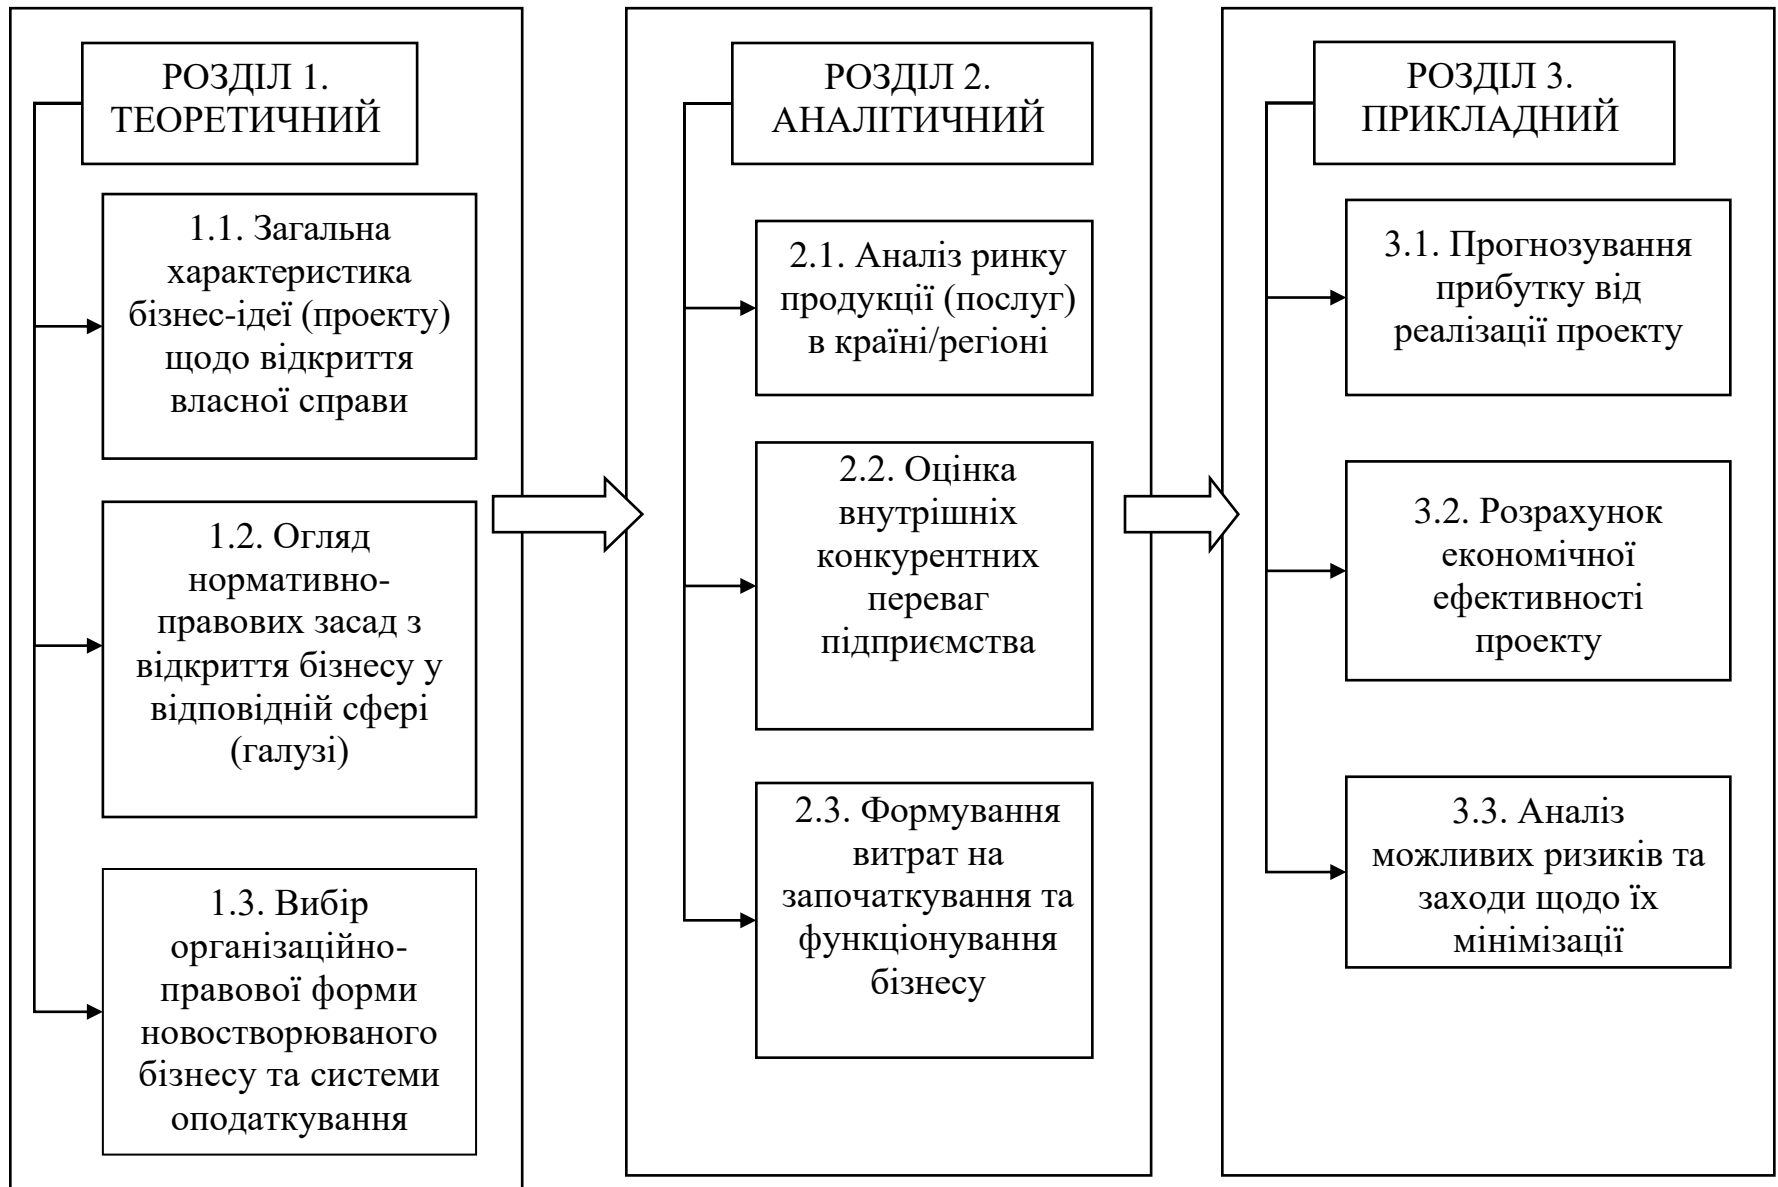 РОЗДІЛ 1.
ТЕОРЕТИЧНИЙ
1.1. Загальна
характеристика
бізнес-ідеї (проекту)
щодо відкриття
власної справи
1.2. Огляд
нормативно-
правових засад з
відкриття бізнесу у
відповідній сфері
(галузі)
1.3. Вибір
організаційно-
правової форми
новостворюваного
бізнесу та системи
оподаткування
РОЗДІЛ 2.
АНАЛІТИЧНИЙ
2.1. Аналіз ринку
продукції (послуг)
в країні/регіоні
2.2. Оцінка
внутрішніх
конкурентних
переваг
підприємства
2.3. Формування
витрат на
започаткування та
функціонування
бізнесу
РОЗДІЛ 3.
ПРИКЛАДНИЙ
3.1. Прогнозування
прибутку від
реалізації проекту
3.2. Розрахунок
економічної
ефективності
проекту
3.3. Аналіз
можливих ризиків та
заходи щодо їх
мінімізації